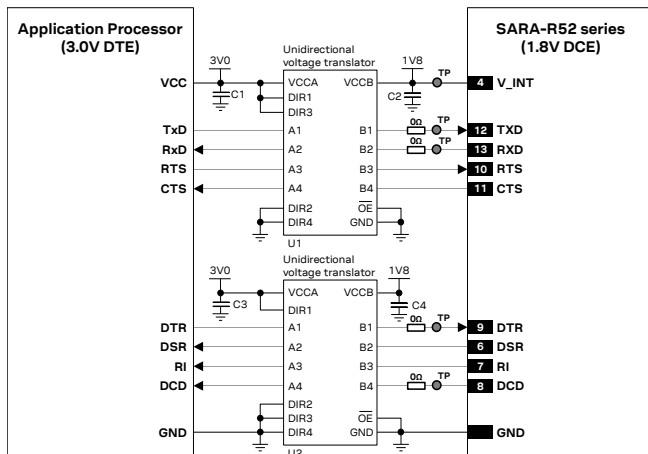 Application Processor
(3.0V DTE)
SARA-R52 series
(1.8V DCE)
Unidirectional
voltage translator
3V0
1V8
VCC
C1
VCCA
VCCB
C2
TP
4 V_INT
DIR1
DIR3
TxD
A1
B1
0Ω
TP
12 TXD
RxD
A2
B2
0Ω
TP
13 RXD
RTS
A3
B3
10 RTS
CTS
A4
B4
11 CTS
DIR2
OE
DIR4
GND
U1
Unidirectional
voltage translator
3V0
1V8
C3
VCCA
VCCB
C4
DIR1
DTR
A1
B1
0Ω
TP
9 DTR
DSR
A2
B2
6 DSR
RI
A3
B3
7 RI
DCD
A4
B4
0Ω
TP
8 DCD
DIR2
DIR3
OE
GND
DIR4
GND
GND
U2